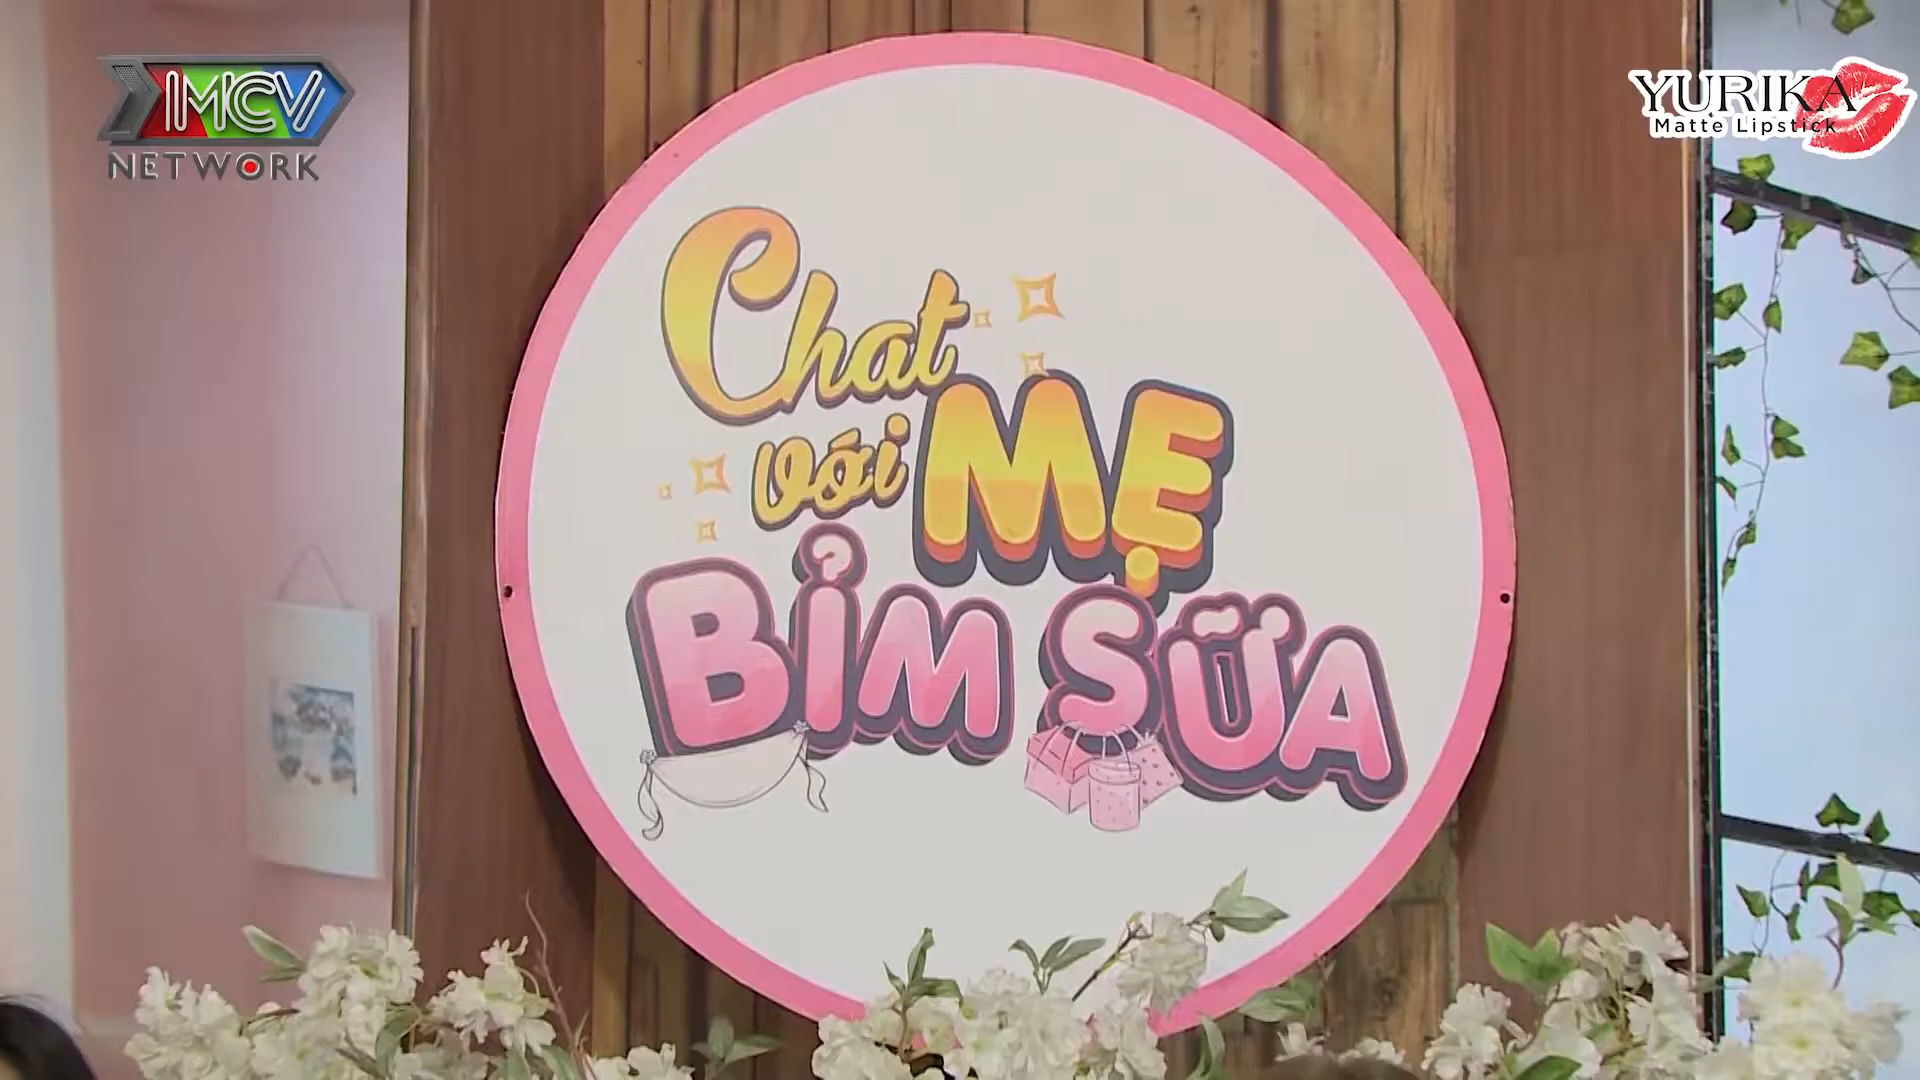 MCV
NETWORK
YURIKA
Matte Lipstick
Chat
với MẸ
BỈM SỮA